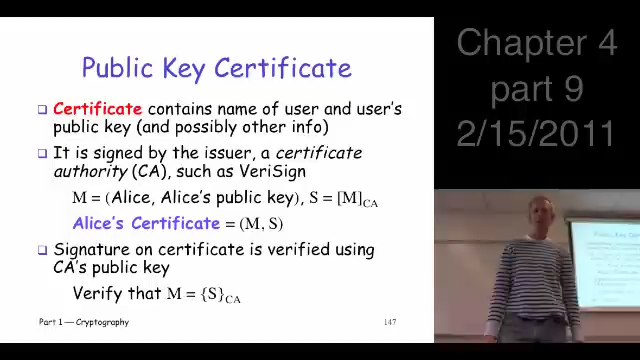 Public Key Certificate
Certificate contains name of user and user's
public key (and possibly other info)
It is signed by the issuer, a certificate
authority (CA), such as VeriSign
M = (Alice, Alice's public key), S = [M]CA
Alice's Certificate = (M, S)
Signature on certificate is verified using
CA's public key
Verify that M = {S}CA
Part 1 — Cryptography
147
Chapter 4
part 9
2/15/2011